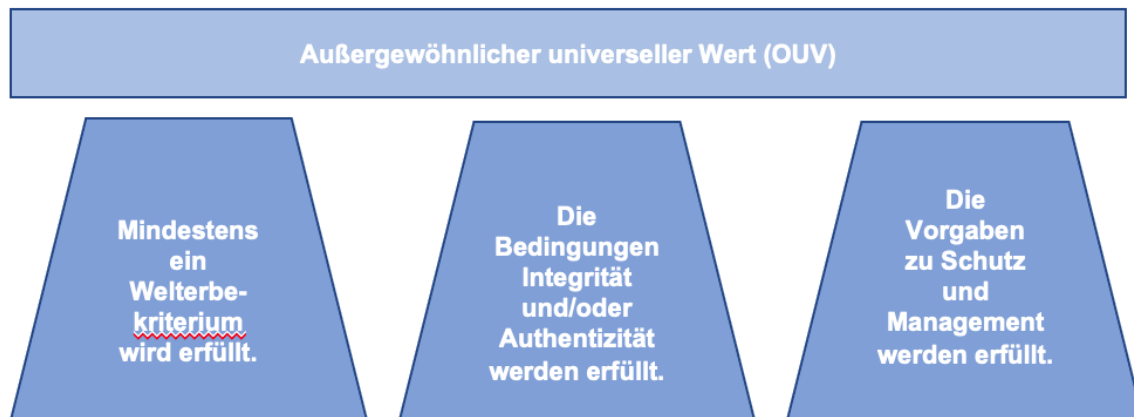 Außergewöhnlicher universeller Wert (OUV)
Mindestens
ein
Welterbe-
kriterium
wird erfüllt.
Die
Bedingungen
Integrität
und/oder
Authentizität
werden erfüllt.
Die
Vorgaben
zu Schutz
und
Management
werden erfüllt.